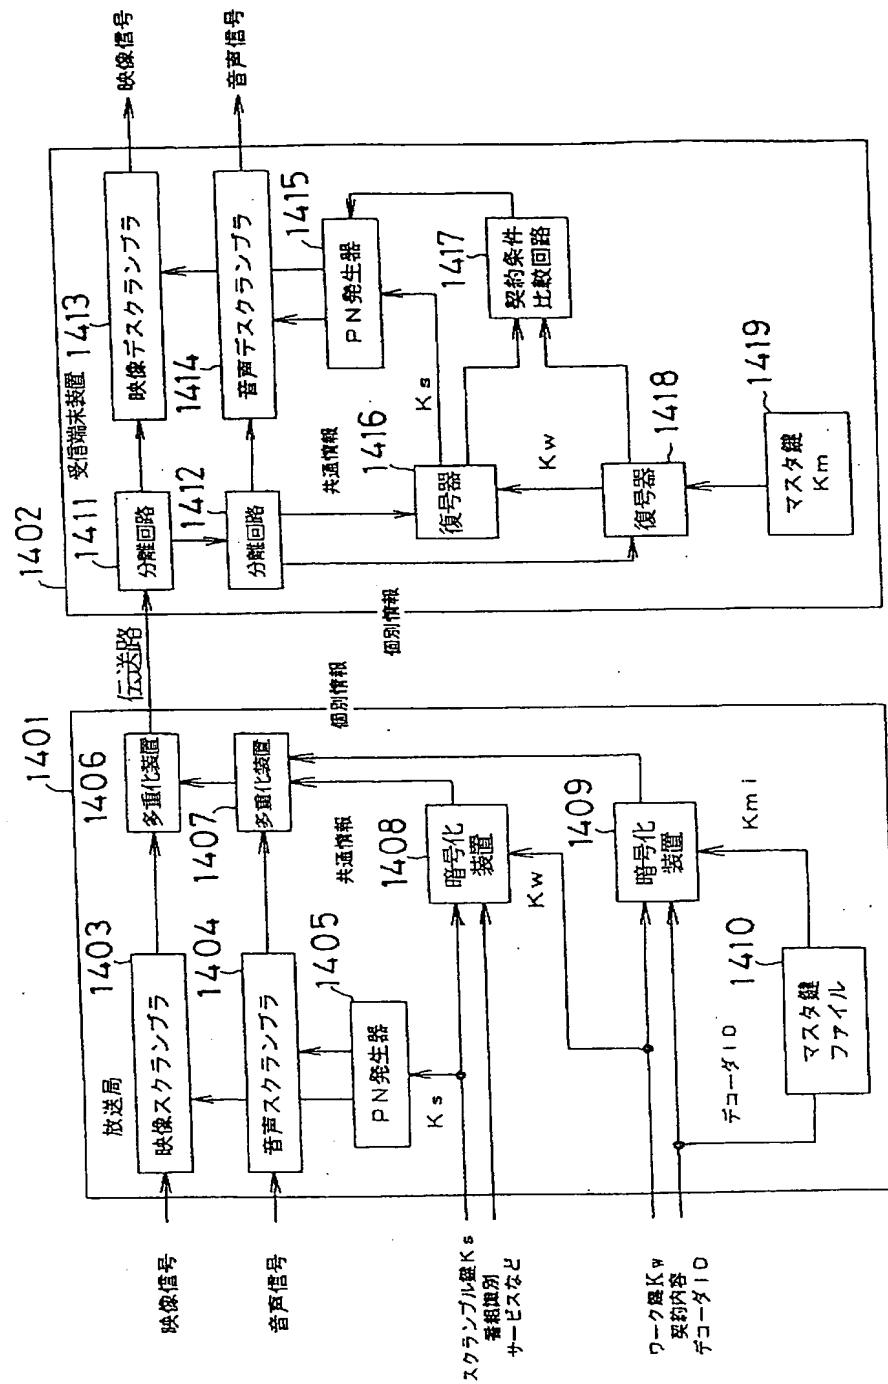 1401
放送局
映像信号
映像スクランブラ
1403
多重化装置
1406
伝送路
音声信号
音声スクランブラ
1404
多重化装置
1407
個別情報
PN発生器
1405
共通情報
Ks
スクランブル鍵Ks
番組識別
サービスなど
暗号化
装置
1408
Kw
ワーク鍵Kw
契約内容
デコーダID
暗号化
装置
1409
Kmi
デコーダID
マスタ鍵
ファイル
1410
1402
受信端末装置
1411
分離回路
1413
映像デスクランブラ
映像信号
1412
分離回路
1414
音声デスクランブラ
音声信号
個別情報
共通情報
PN発生器
1415
Ks
1416
復号器
1417
契約条件
比較回路
Kw
復号器
1418
マスタ鍵
Km
1419